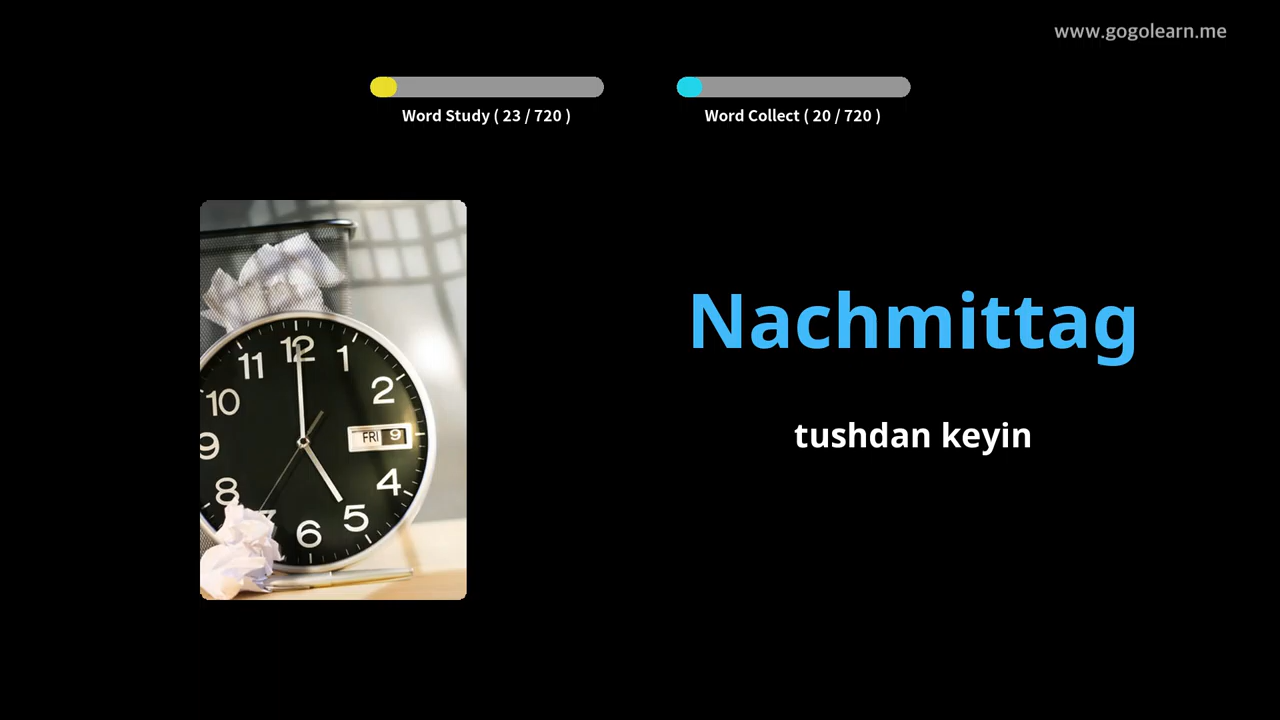 www.gogolearn.me
Word Study ( 23 / 720 )
Word Collect ( 20 / 720 )
Nachmittag
tushdan keyin
12
11
1
10
2
9
FRI 9
8
4
7
5
6